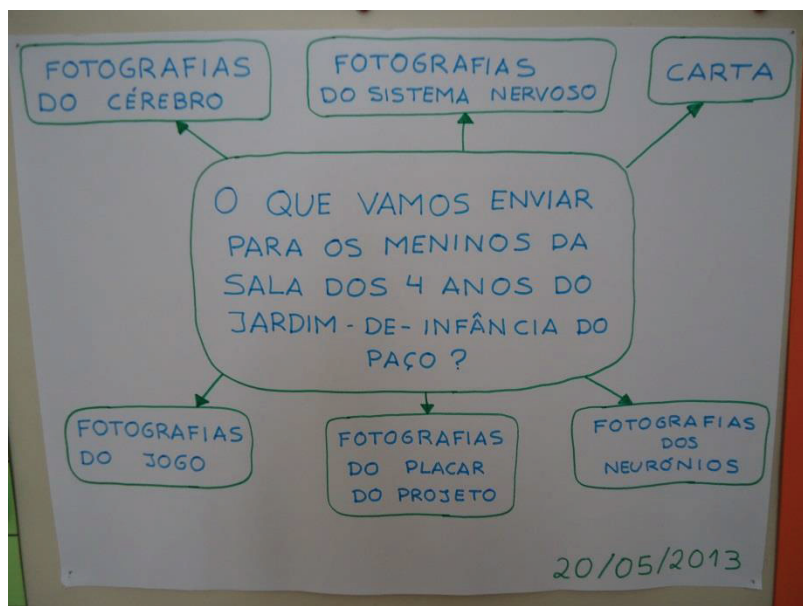 FOTOGRAFIAS
DO CÉREBRO
FOTOGRAFIAS
DO SISTEMA NERVOSO
CARTA
O QUE VAMOS ENVIAR
PARA OS MENINOS DA
SALA DOS 4 ANOS DO
JARDIM-DE-INFÂNCIA DO
PAÇO?
FOTOGRAFIAS
DO JOGO
FOTOGRAFIAS
DO PLACAR
DO PROJETO
FOTOGRAFIAS
DOS
NEURÓNIOS
20/05/2013